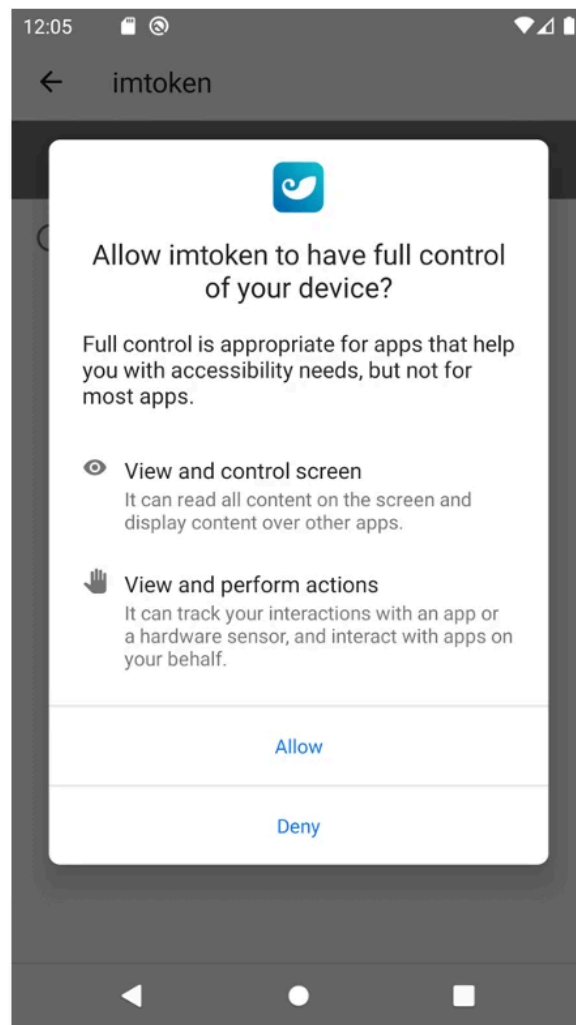 12:05
imtoken
Allow imtoken to have full control
of your device?
Full control is appropriate for apps that help
you with accessibility needs, but not for
most apps.
View and control screen
It can read all content on the screen and
display content over other apps.
View and perform actions
It can track your interactions with an app or
a hardware sensor, and interact with apps on
your behalf.
Allow
Deny